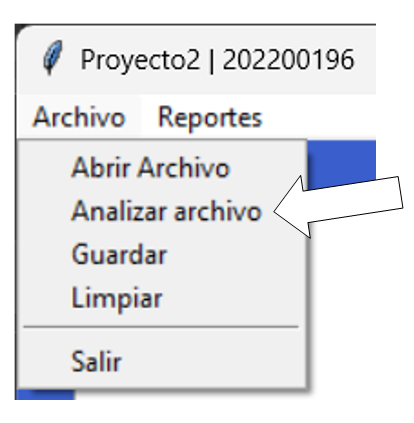 Proyecto2 | 202200196
Archivo Reportes
Abrir Archivo
Analizar archivo
Guardar
Limpiar
Salir